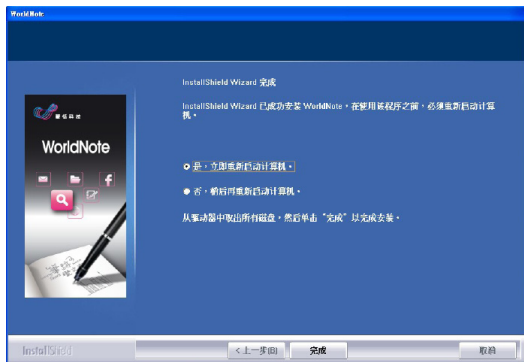 WorldNote
InstallShield Wizard 完成
InstallShield Wizard 已成功安装 WorldNote。在使用该程序之前，必须重新启动计算
机。
WorldNote
是，立即重新启动计算机。
否，稍后再重新启动计算机。
从驱动器中取出所有磁盘，然后单击“完成”以完成安装。
InstallShield
< 上一步(B)
完成
取消